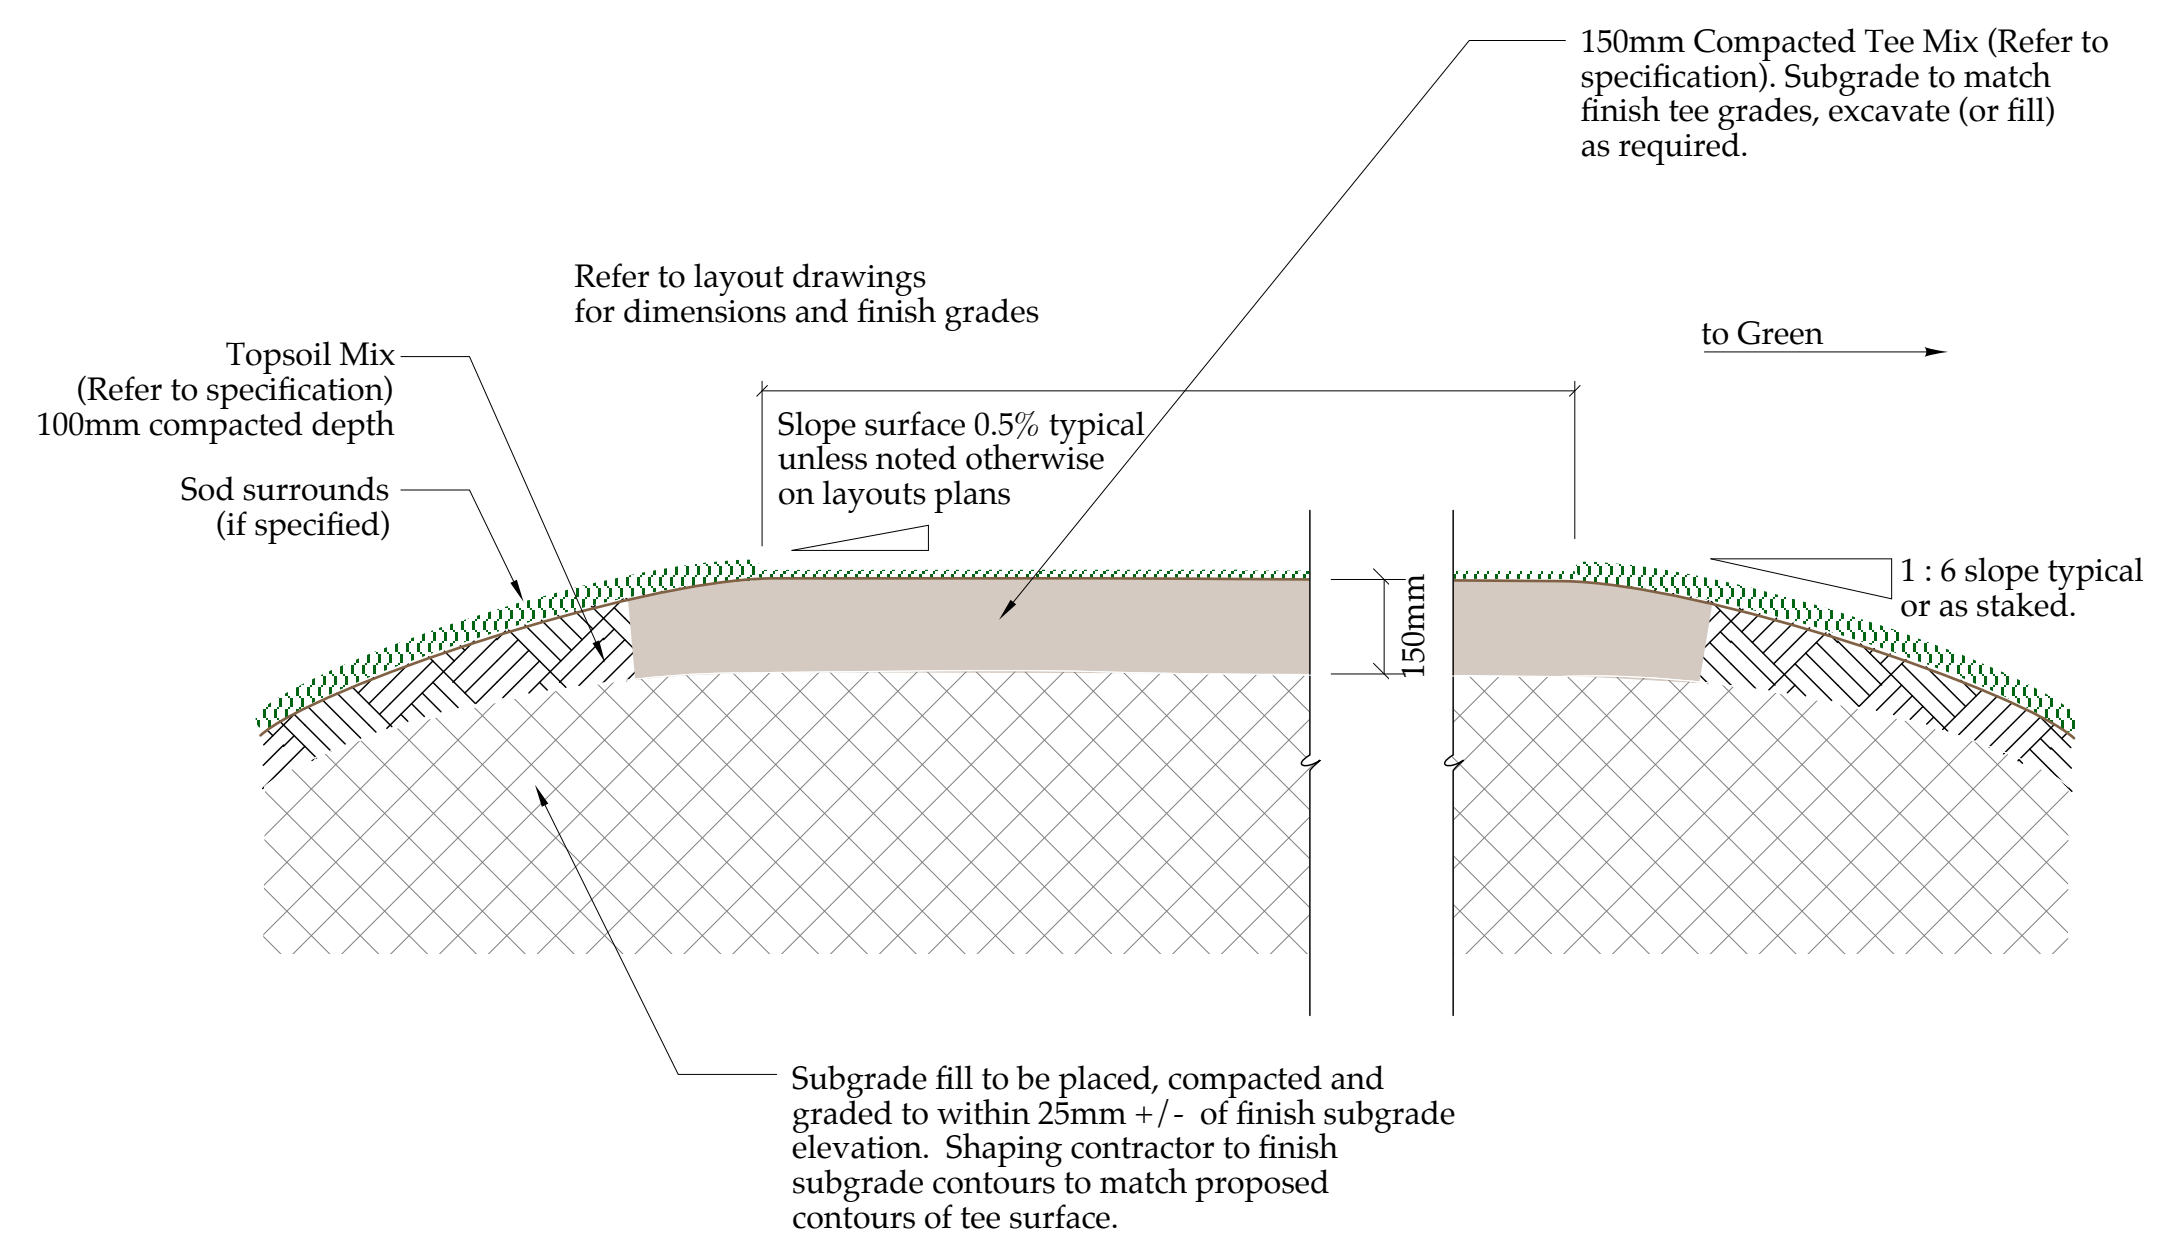 150mm Compacted Tee Mix (Refer to
specification). Subgrade to match
finish tee grades, excavate (or fill)
as required.
Refer to layout drawings
for dimensions and finish grades
to Green
Topsoil Mix
(Refer to specification)
100mm compacted depth
Slope surface 0.5% typical
unless noted otherwise
on layouts plans
Sod surrounds
(if specified)
1 : 6 slope typical
or as staked.
150mm
Subgrade fill to be placed, compacted and
graded to within 25mm +/-  of finish subgrade
elevation.  Shaping contractor to finish
subgrade contours to match proposed
contours of tee surface.